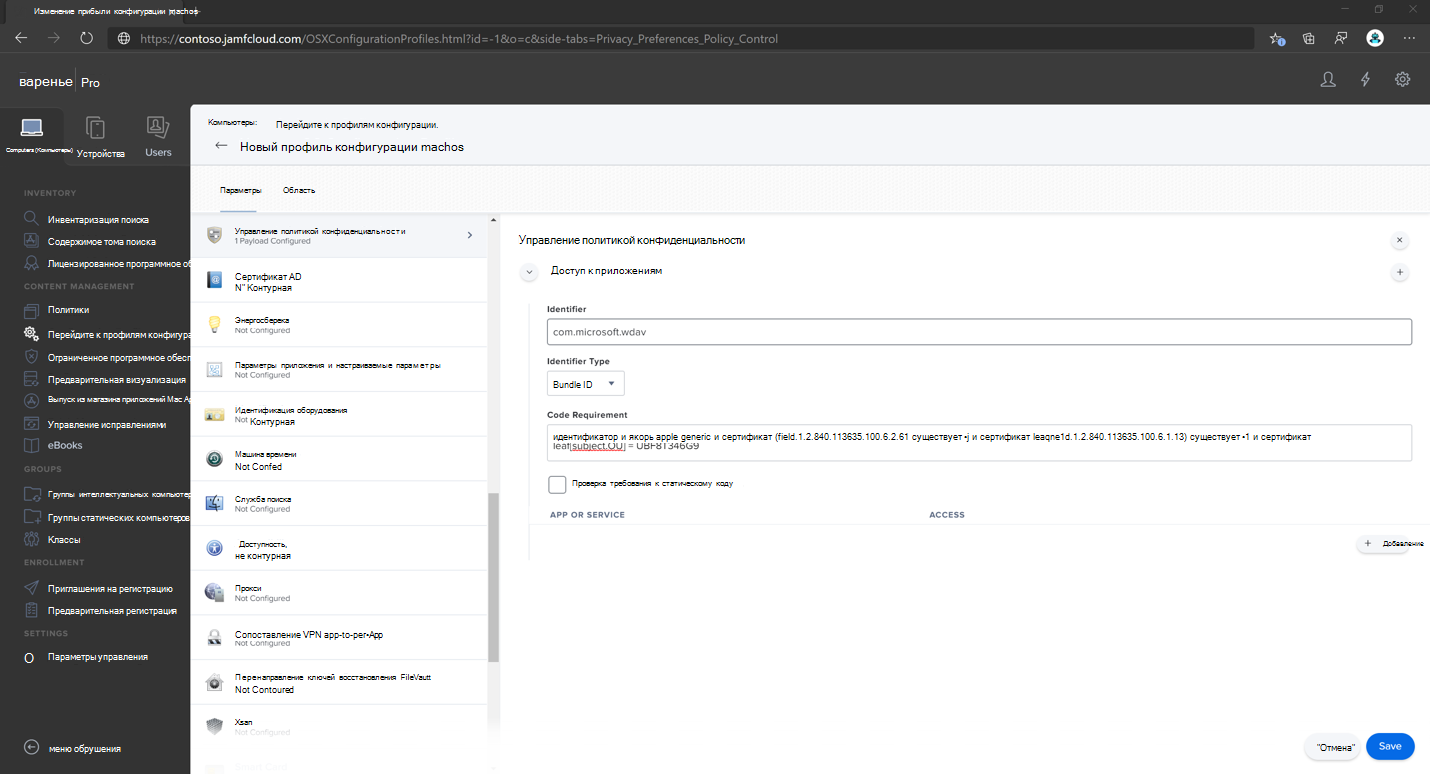 Изменение прибыли конфигурации machos-
https://contoso.jamfcloud.com/OSXConfigurationProfiles.html?id=-1&o=c&side-tabs=Privacy_Preferences_Policy_Control
варенье Pro
Computers (Компьютеры)
Устройства
Users
INVENTORY
Инвентаризация поиска
Содержимое тома поиска
Лицензированное программное об
CONTENT MANAGEMENT
Политики
Перейдите к профилям конфигура
Ограниченное программное обесп
Предварительная визуализация
Выпуск из магазина приложений Mac Ap
Управление исправлениями
eBooks
GROUPS
Группы интеллектуальных компьютер
Группы статических компьютеров
Классы
ENROLLMENT
Приглашения на регистрацию
Предварительная регистрация
SETTINGS
Параметры управления
меню обрушения
Компьютеры: Перейдите к профилям конфигурации.
Новый профиль конфигурации machos
Параметры Область
Управление политикой конфиденциальности
1 Payload Configured
Сертификат AD
N" Контурная
Энергосбережа
Not Configured
Параметры приложения и настраиваемые параметры
Not Configured
Идентификация оборудования
Not Контурная
Машина времени
Not Confed
Служба поиска
Not Configured
Доступность,
не контурная
Прокси
Not Configured
Сопоставление VPN app-to-per•App
Not Configured
Перенаправление ключей восстановления FileVautt
Not Contoured
Xsan
Not Configured
Управление политикой конфиденциальности
Доступ к приложениям
Identifier
com.microsoft.wdav
Identifier Type
Bundle ID
Code Requirement
идентификатор и якорь apple generic и сертификат (field.1.2.840.113635.100.6.2.61 существует •j и сертификат leaqne1d.1.2.840.113635.100.6.1.13) существует •1 и сертификат
leaf[subject.OU] = UBF8T346G9
Проверка требования к статическому коду
APP OR SERVICE ACCESS
+ Добавление
"Отмена" Save